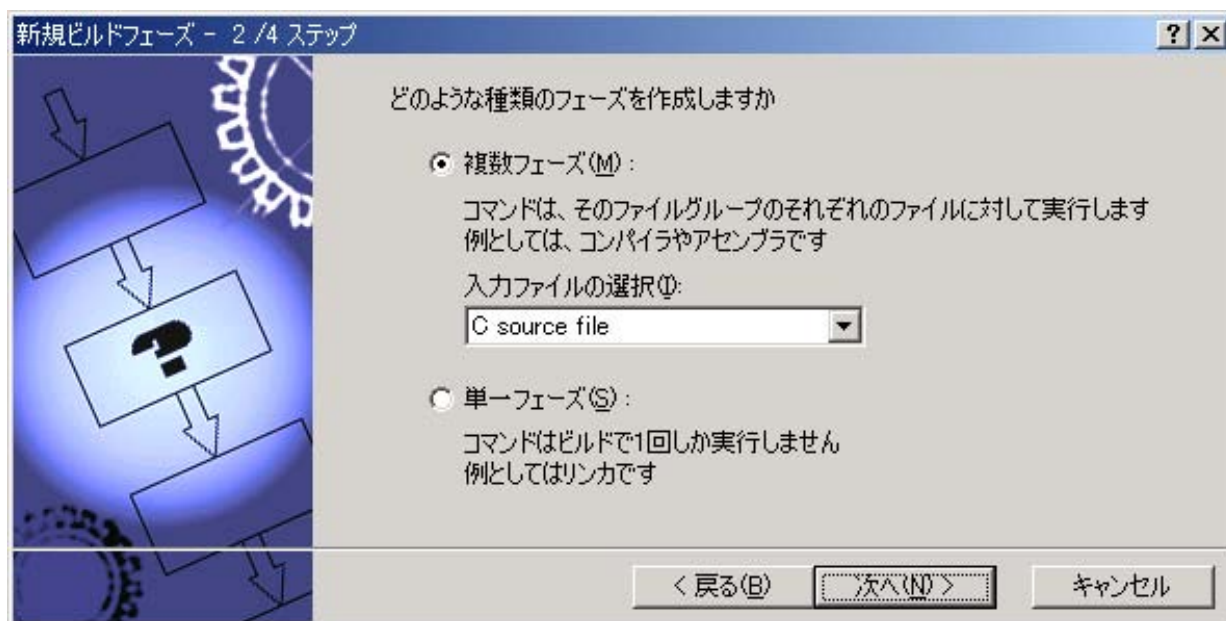 新規ビルドフェーズ - 2/4 ステップ
どのような種類のフェーズを作成しますか
複数フェーズ(M):
コマンドは、そのファイルグループのそれぞれのファイルに対して実行します
例としては、コンパイラやアセンブラです
入力ファイルの選択(I):
C source file
単一フェーズ(S):
コマンドはビルドで1回しか実行しません
例としてはリンカです
< 戻る(B)
次へ(N) >
キャンセル